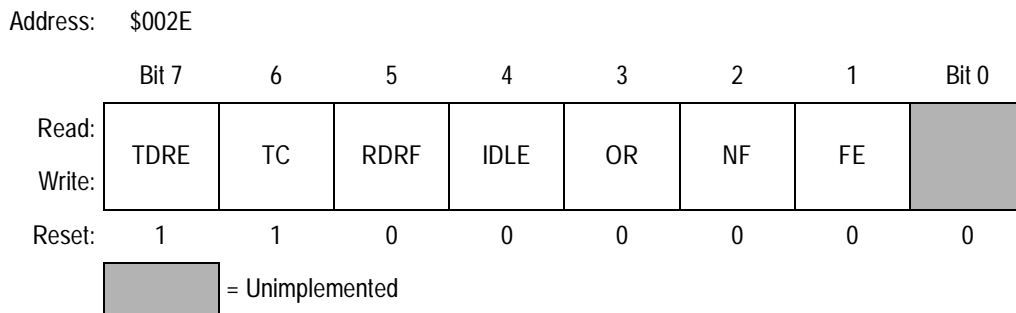 Address: $002E
Bit 7 6 5 4 3 2 1 Bit 0
Read:
TDRE TC RDRF IDLE OR NF FE
Write:
Reset: 1 1 0 0 0 0 0 0
= Unimplemented